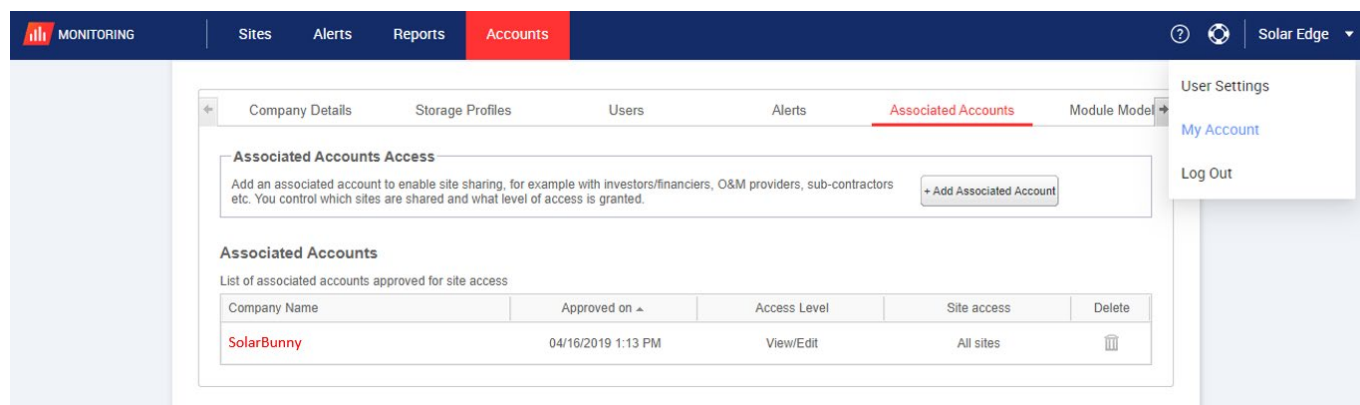 MONITORING
Sites Alerts Reports Accounts
Solar Edge
User Settings
My Account
Log Out
Company Details Storage Profiles Users Alerts Associated Accounts Module Model
Associated Accounts Access
Add an associated account to enable site sharing, for example with investors/financiers, O&M providers, sub-contractors
etc. You control which sites are shared and what level of access is granted.
+ Add Associated Account
Associated Accounts
List of associated accounts approved for site access
Company Name Approved on Access Level Site access Delete
SolarBunny 04/16/2019 1:13 PM View/Edit All sites